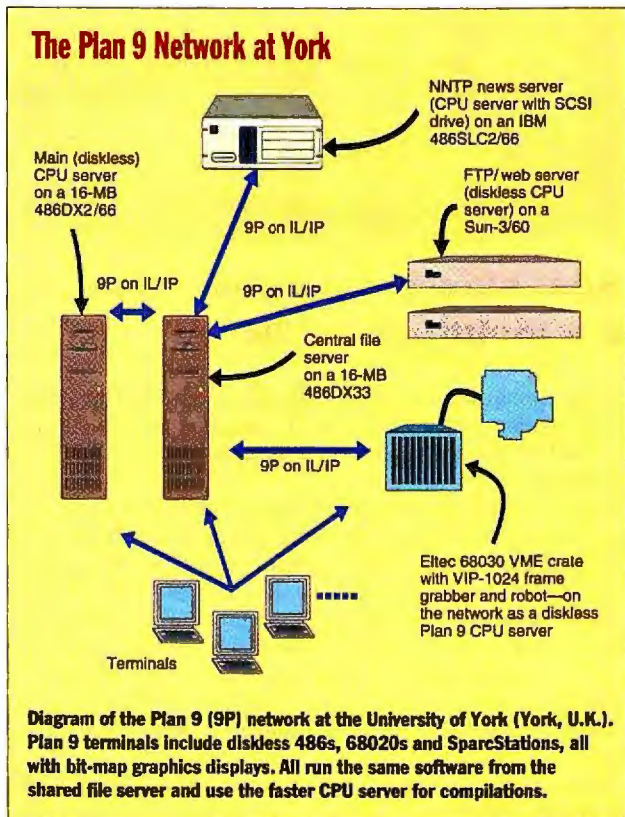 The Plan 9 Network at York
NNTP news server
(CPU server with SCSI
drive) on an IBM
486SLC2/66
Main (diskless)
CPU server
on a 16-MB
486DX2/66
FTP/web server
(diskless CPU
server) on a
Sun-3/60
9P on IL/IP
9P on IL/IP
9P on IL/IP
Central file
server
on a 16-MB
486DX33
9P on IL/IP
Eltec 68030 VME crate
with VIP-1024 frame
grabber and robot—on
the network as a diskless
Plan 9 CPU server
Terminals
Diagram of the Plan 9 (9P) network at the University of York (York, U.K.).
Plan 9 terminals include diskless 486s, 68020s and SparcStations, all
with bit-map graphics displays. All run the same software from the
shared file server and use the faster CPU server for compilations.